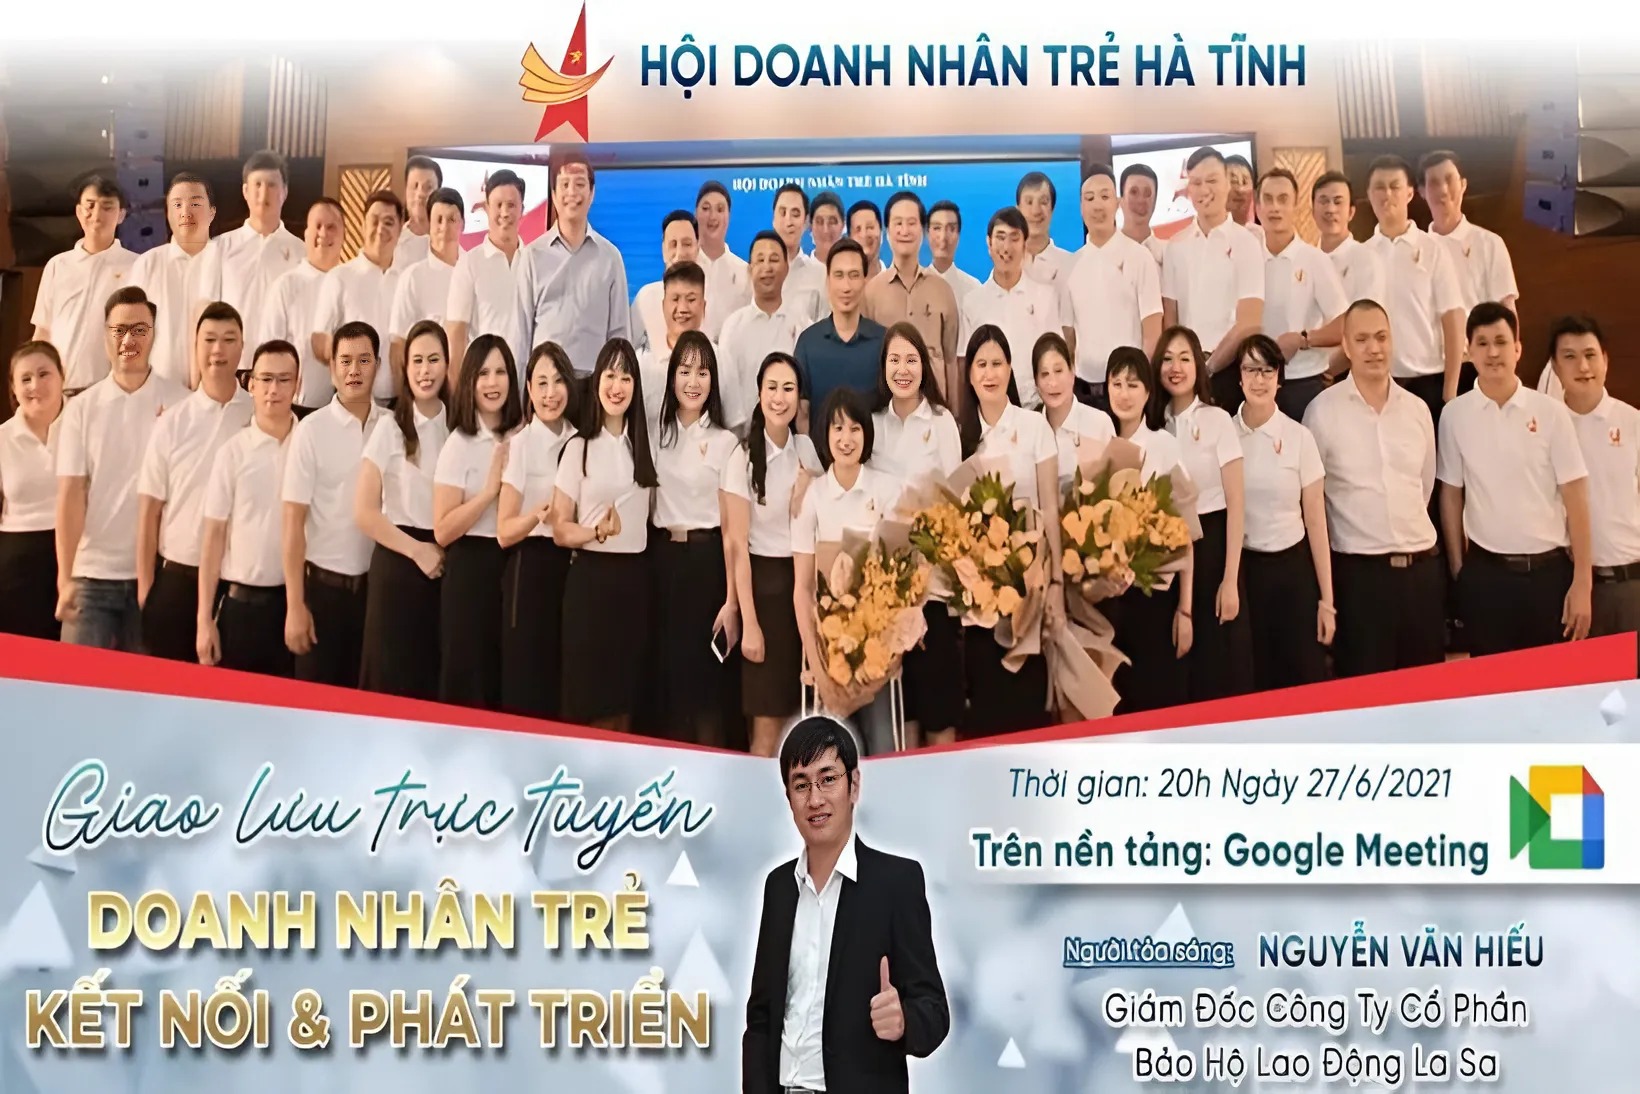 HỘI DOANH NHÂN TRẺ HÀ TĨNH
HỘI DOANH NHÂN TRẺ HÀ TĨNH
Giao lưu trực tuyến
DOANH NHÂN TRẺ
KẾT NỐI & PHÁT TRIỂN
Thời gian: 20h Ngày 27/6/2021
Trên nền tảng: Google Meeting
Người tỏa sáng: NGUYỄN VĂN HIẾU
Giám Đốc Công Ty Cổ Phần
Bảo Hộ Lao Động La Sa